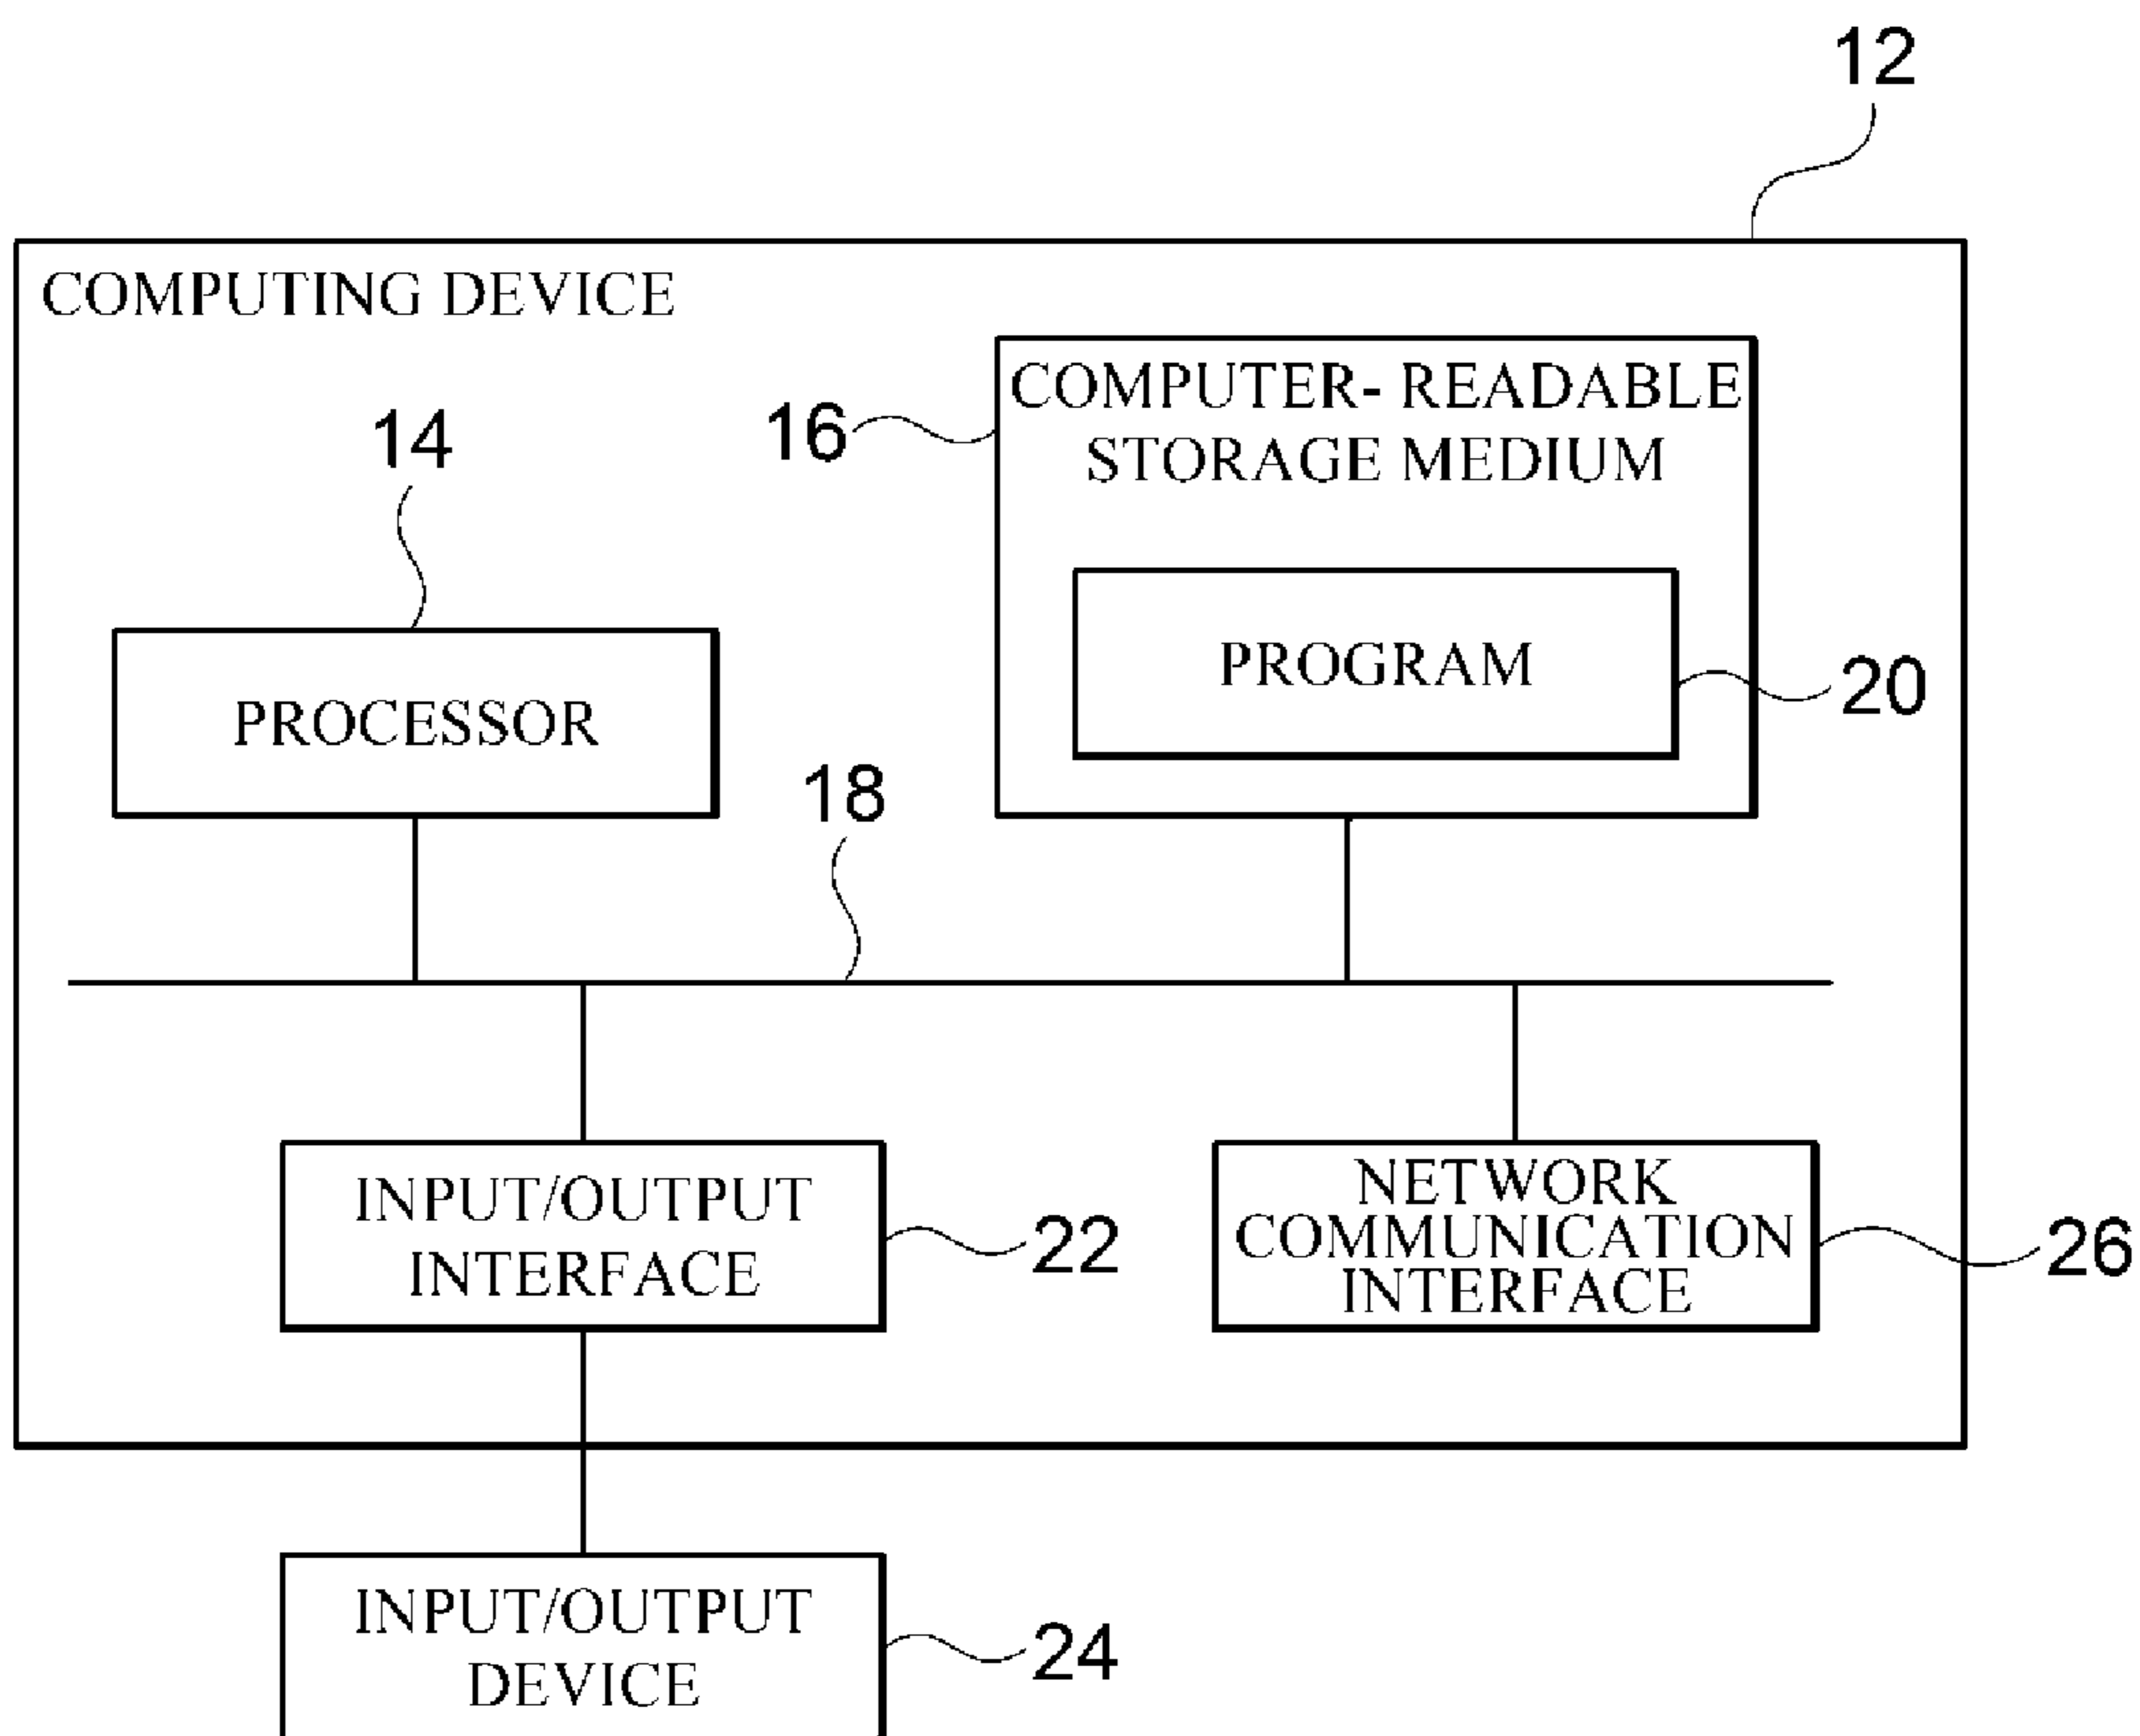 12
COMPUTING DEVICE
COMPUTER- READABLE
STORAGE MEDIUM
16
14
PROGRAM
20
PROCESSOR
18
INPUT/OUTPUT
INTERFACE
22
NETWORK
COMMUNICATION
INTERFACE
26
INPUT/OUTPUT
DEVICE
24